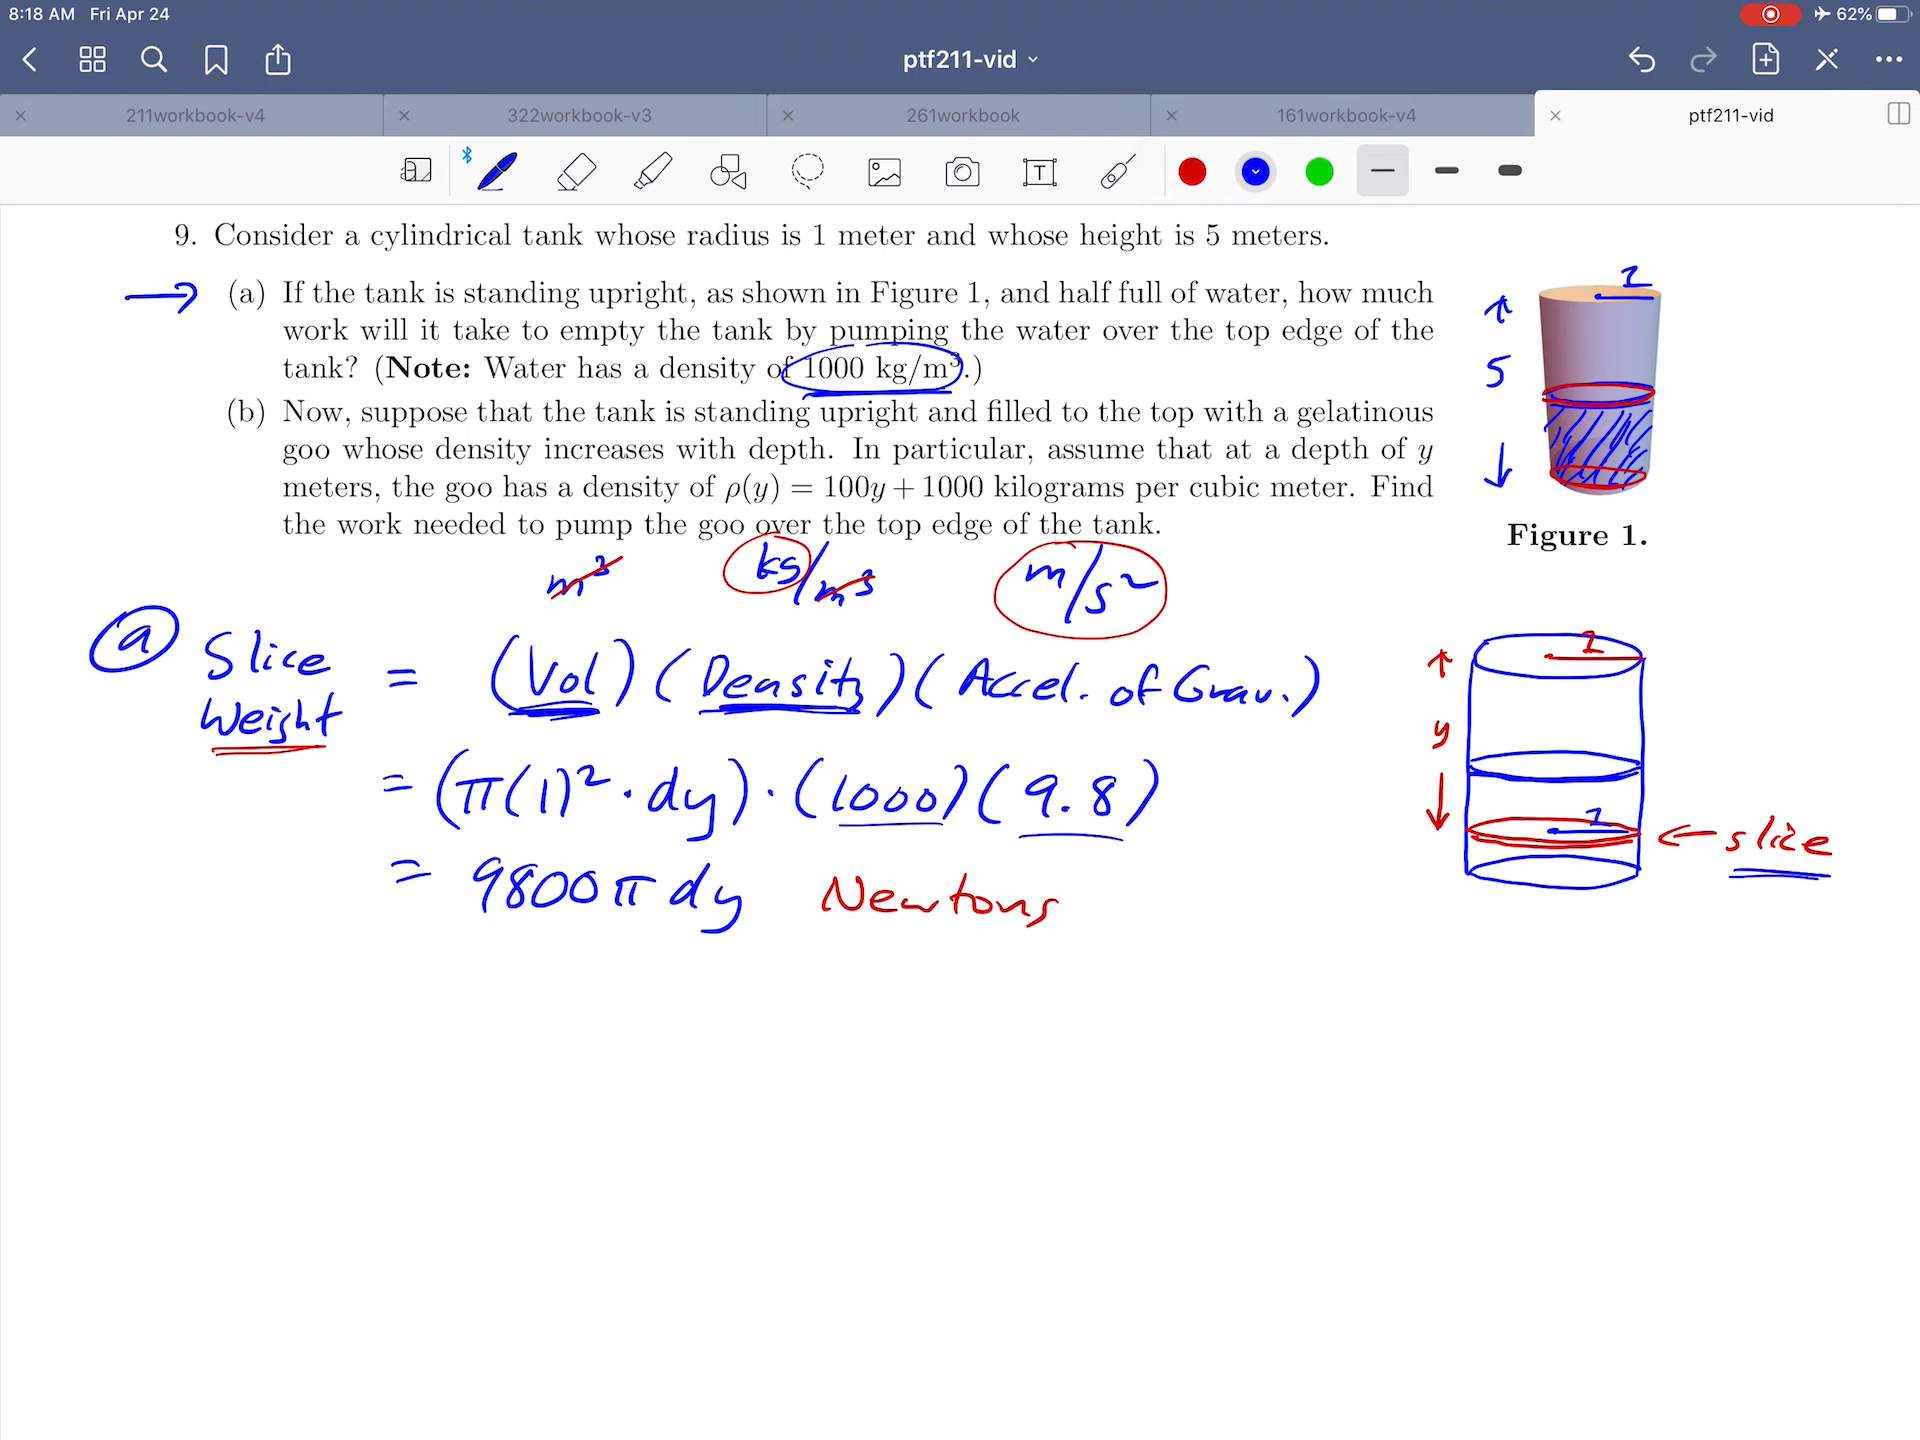 8:18 AM Fri Apr 24
62%
ptf211-vid
211workbook-v4
322workbook-v3
261workbook
161workbook-v4
ptf211-vid
9. Consider a cylindrical tank whose radius is 1 meter and whose height is 5 meters.
(a) If the tank is standing upright, as shown in Figure 1, and half full of water, how much
work will it take to empty the tank by pumping the water over the top edge of the
tank? (Note: Water has a density of 1000 kg/m³.)
(b) Now, suppose that the tank is standing upright and filled to the top with a gelatinous
goo whose density increases with depth. In particular, assume that at a depth of y
meters, the goo has a density of ρ(y) = 100y + 1000 kilograms per cubic meter. Find
the work needed to pump the goo over the top edge of the tank.
1
5
Figure 1.
m³ kg/m³ m/s²
a Slice Weight = (Vol) (Density) (Accel. of Grav.)
= (π(1)² · dy) · (1000) (9.8)
= 9800π dy Newtons
1
y
1
← slice